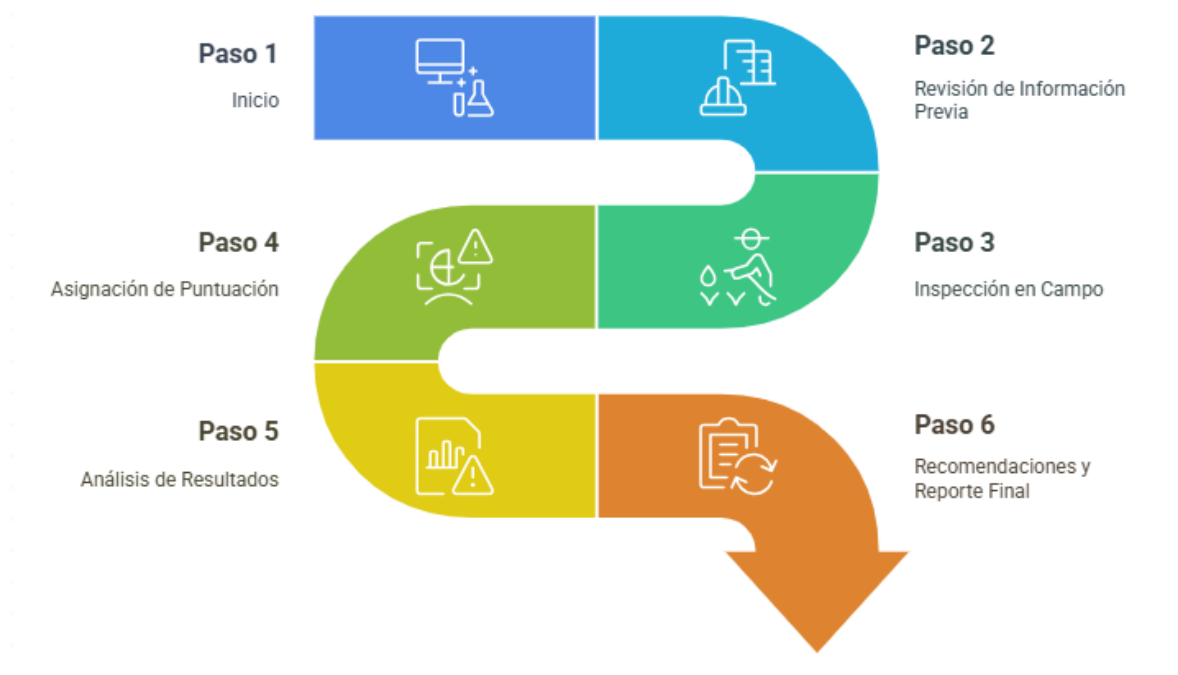 Paso 1
Inicio
Paso 2
Revisión de Información
Previa
Paso 3
Inspección en Campo
Paso 4
Asignación de Puntuación
Paso 5
Análisis de Resultados
Paso 6
Recomendaciones y
Reporte Final